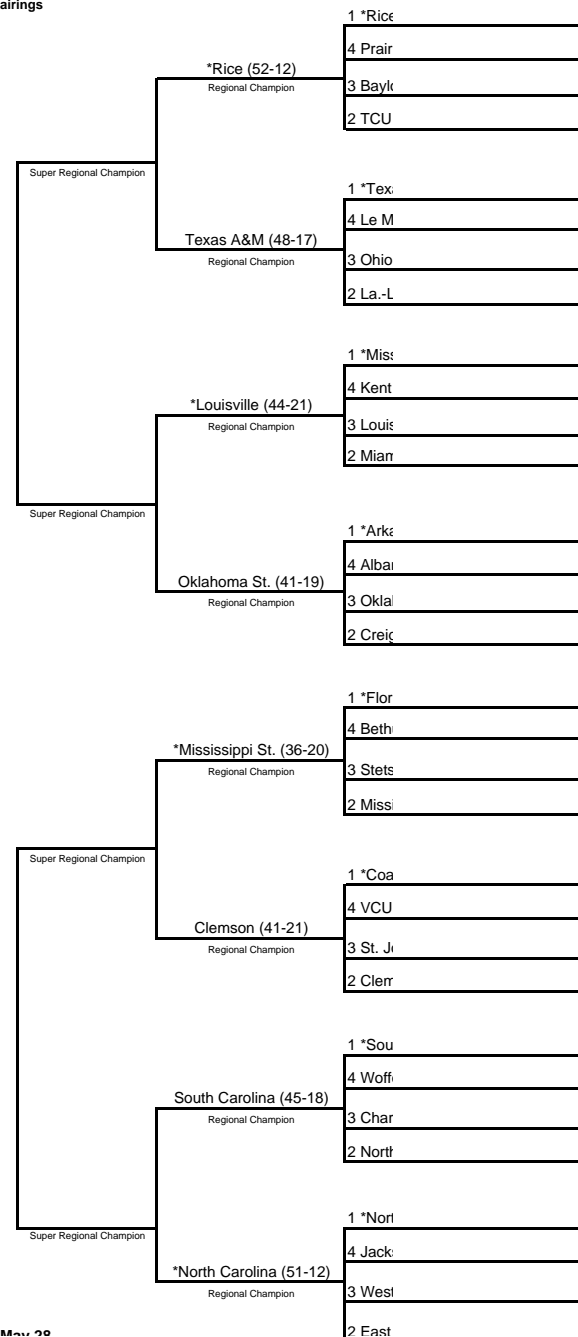 airings
1 *Rice
4 Prair
*Rice (52-12)
Regional Champion
3 Baylo
2 TCU
Super Regional Champion
1 *Texa
4 Le M
Texas A&M (48-17)
Regional Champion
3 Ohio
2 La.-L
1 *Miss
4 Kent
*Louisville (44-21)
Regional Champion
3 Louis
2 Miam
Super Regional Champion
1 *Arka
4 Alba
Oklahoma St. (41-19)
Regional Champion
3 Okla
2 Creig
1 *Flor
4 Beth
*Mississippi St. (36-20)
Regional Champion
3 Stets
2 Missi
Super Regional Champion
1 *Coa
4 VCU
Clemson (41-21)
Regional Champion
3 St. Jo
2 Clem
1 *Sou
4 Woff
South Carolina (45-18)
Regional Champion
3 Char
2 North
Super Regional Champion
1 *Nort
4 Jack
*North Carolina (51-12)
Regional Champion
3 West
2 East
May 28